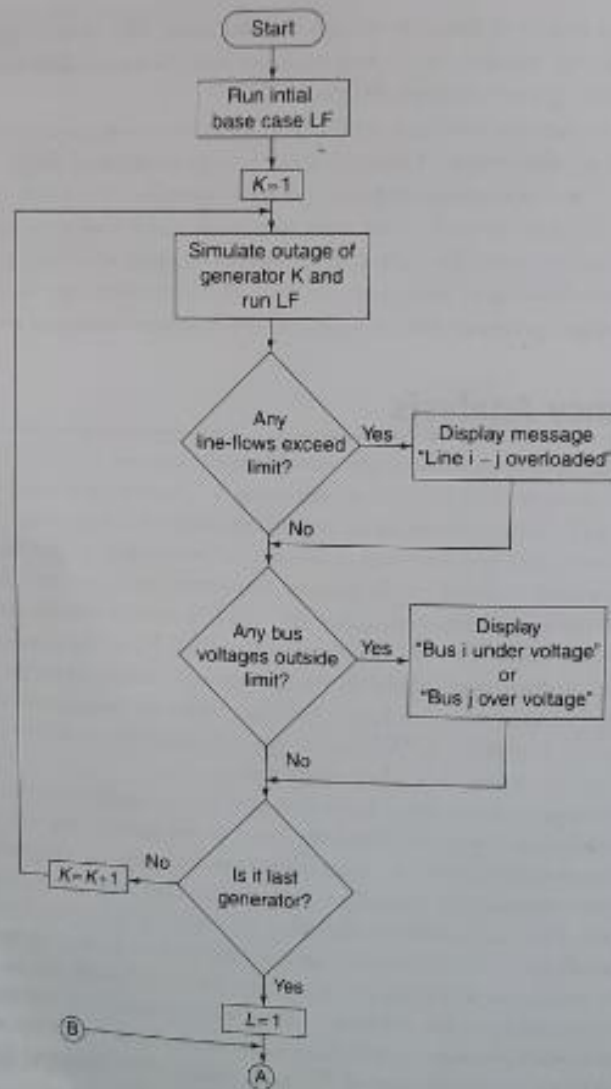 Start
Run intial
base case LF
K=1
Simulate outage of
generator K and
run LF
Any
line-flows exceed
limit?
Yes
Display message
"Line i – j overloaded"
No
Any bus
voltages outside
limit?
Yes
Display
"Bus i under voltage"
or
"Bus j over voltage"
No
Is it last
generator?
No
K=K+1
Yes
L=1
B
A